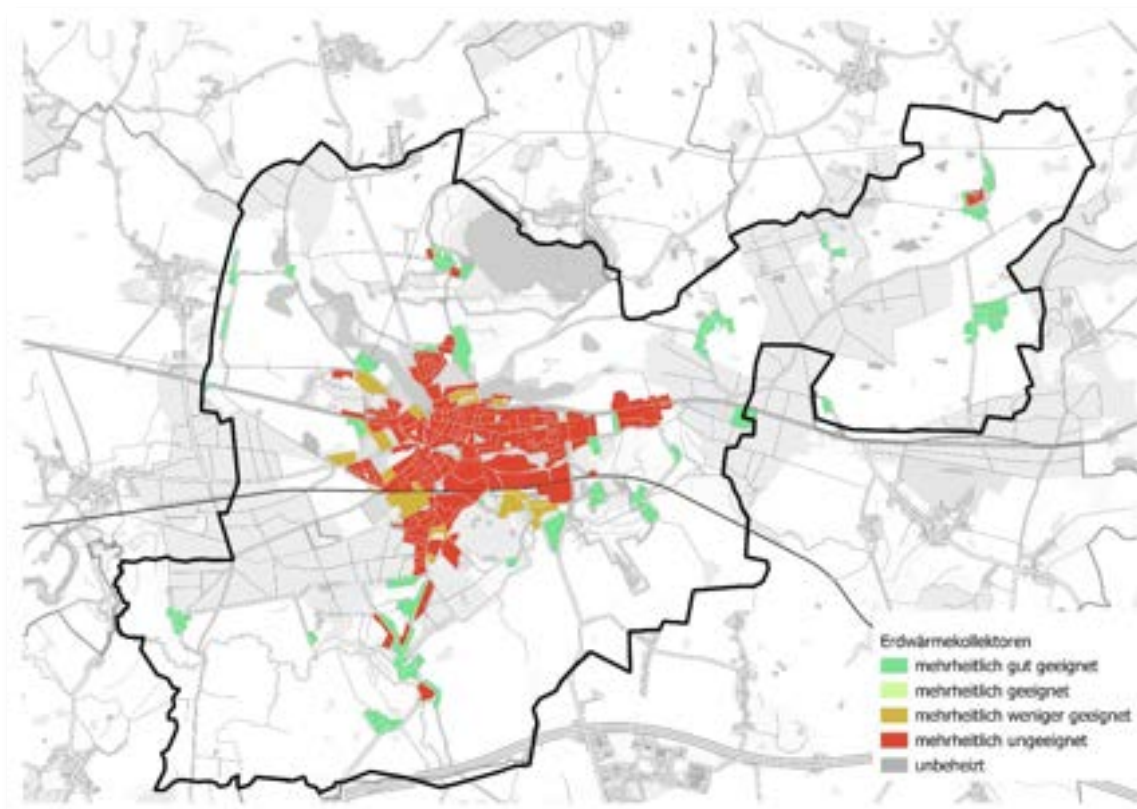 Erdwärmekollektoren
mehrheitlich gut geeignet
mehrheitlich geeignet
mehrheitlich weniger geeignet
mehrheitlich ungeeignet
unbeheizt